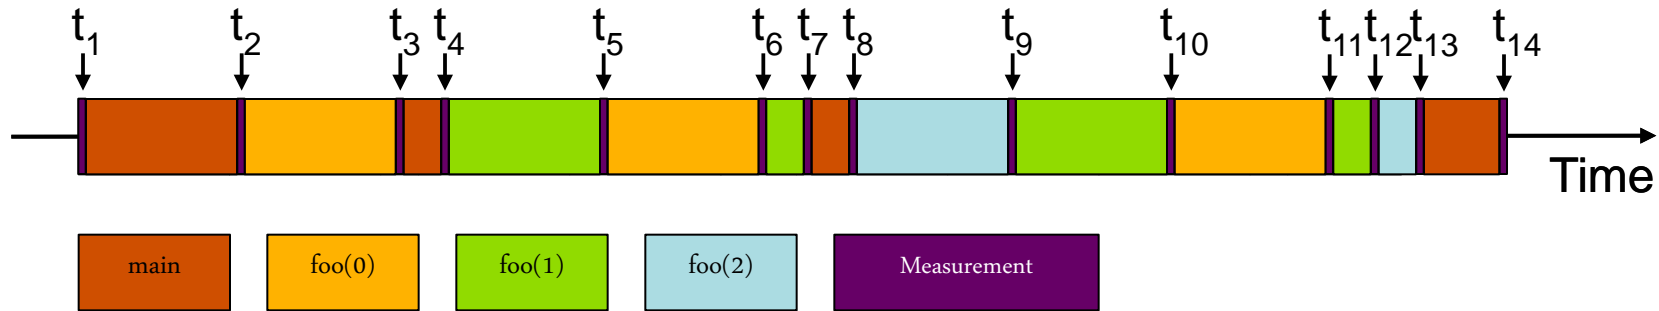 t1 t2 t3 t4 t5 t6 t7 t8 t9 t10 t11 t12 t13 t14
Time
main foo(0) foo(1) foo(2) Measurement